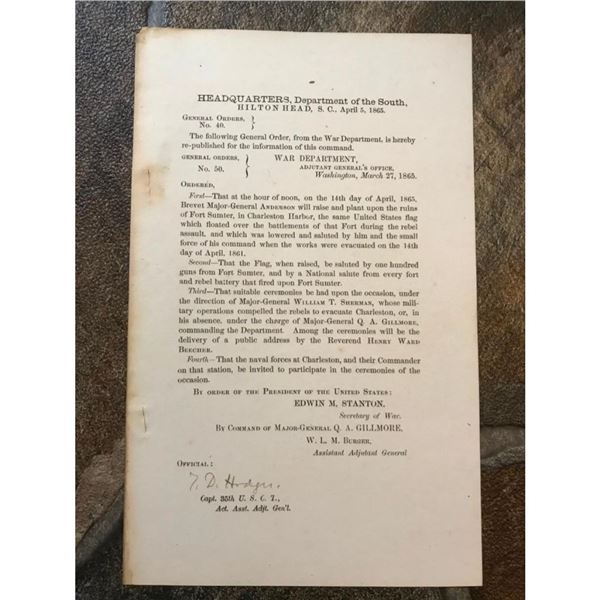 HEADQUARTERS, Department of the South,
HILTON HEAD, S. C., April 5, 1865.
GENERAL ORDERS, }
No. 40. }
The following General Order, from the War Department, is hereby
re-published for the information of this command.
GENERAL ORDERS, } WAR DEPARTMENT,
ADJUTANT GENERAL'S OFFICE,
No. 50. } Washington, March 27, 1865.
ORDERED,
First—That at the hour of noon, on the 14th day of April, 1865,
Brevet Major-General ANDERSON will raise and plant upon the ruins
of Fort Sumter, in Charleston Harbor, the same United States flag
which floated over the battlements of that Fort during the rebel
assault, and which was lowered and saluted by him and the small
force of his command when the works were evacuated on the 14th
day of April, 1861.
Second—That the Flag, when raised, be saluted by one hundred
guns from Fort Sumter, and by a National salute from every fort
and rebel battery that fired upon Fort Sumter.
Third—That suitable ceremonies be had upon the occasion, under
the direction of Major-General WILLIAM T. SHERMAN, whose mili-
tary operations compelled the rebels to evacuate Charleston, or, in
his absence, under the charge of Major-General Q. A. GILLMORE,
commanding the Department. Among the ceremonies will be the
delivery of a public address by the Reverend HENRY WARD
BEECHER.
Fourth—That the naval forces at Charleston, and their Commander
on that station, be invited to participate in the ceremonies of the
occasion.
BY ORDER OF THE PRESIDENT OF THE UNITED STATES:
EDWIN M. STANTON,
Secretary of War.
BY COMMAND OF MAJOR-GENERAL Q. A. GILLMORE,
W. L. M. BURGER,
Assistant Adjutant General
OFFICIAL:
T. D. Hodges.
Capt. 35th U. S. C. T.,
Act. Asst. Adjt. Gen'l.